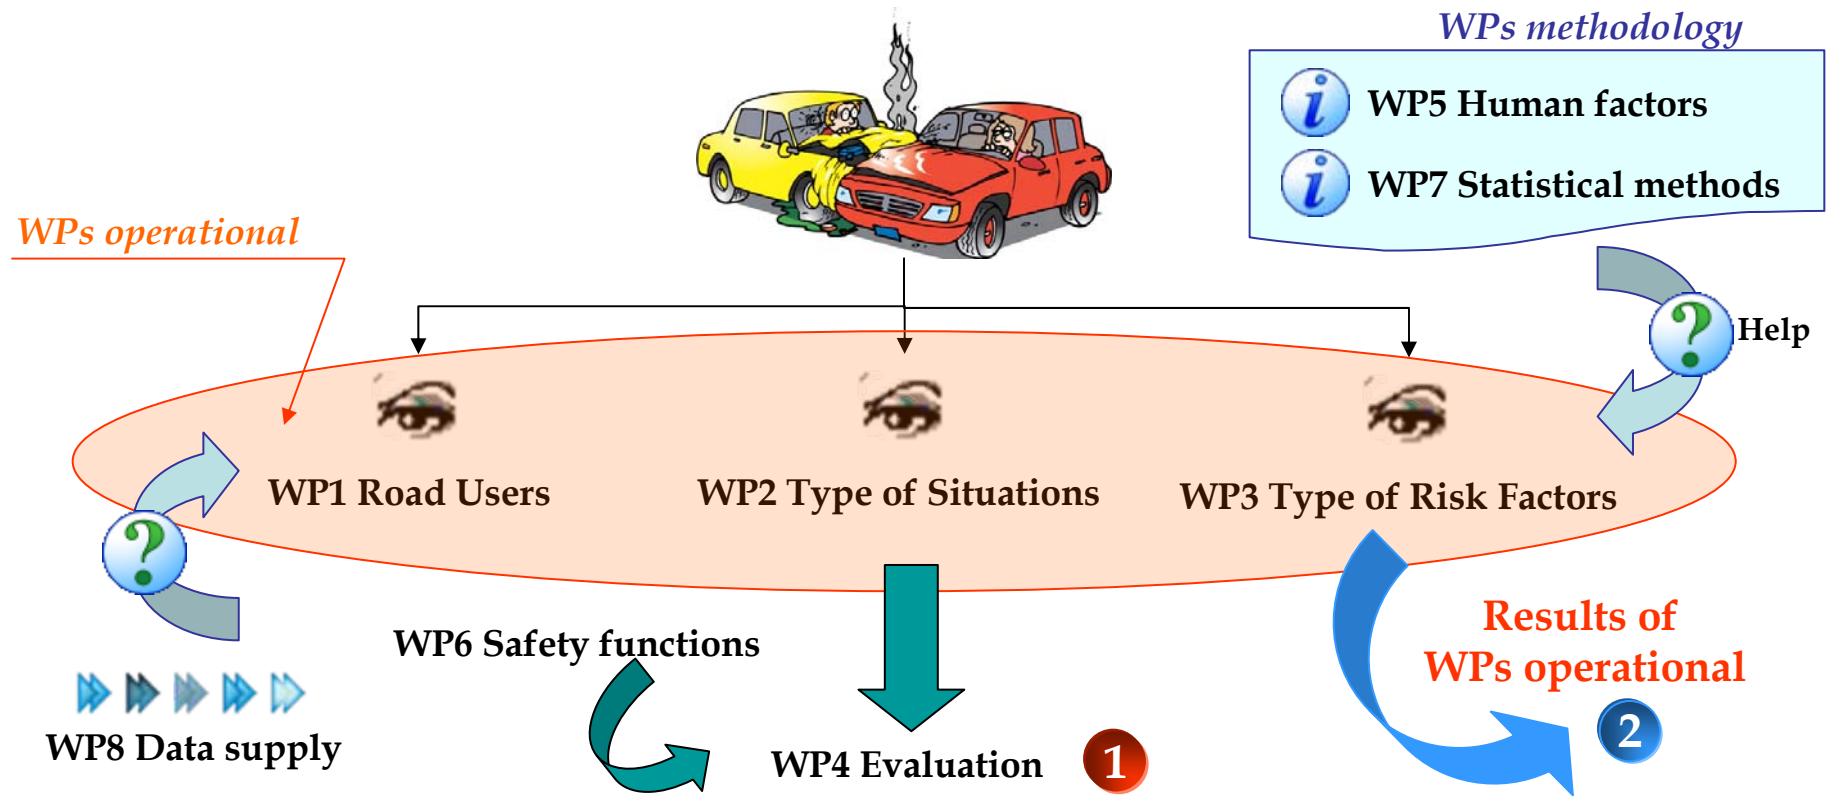 WPs methodology
WP5 Human factors
WP7 Statistical methods
WPs operational
Help
WP1 Road Users
WP2 Type of Situations
WP3 Type of Risk Factors
WP6 Safety functions
Results of
WPs operational
2
WP8 Data supply
WP4 Evaluation
1